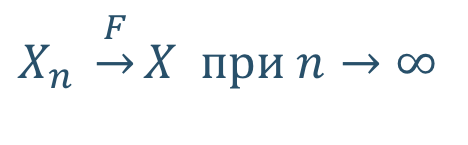 Xₙ →ᶠ X при n → ∞